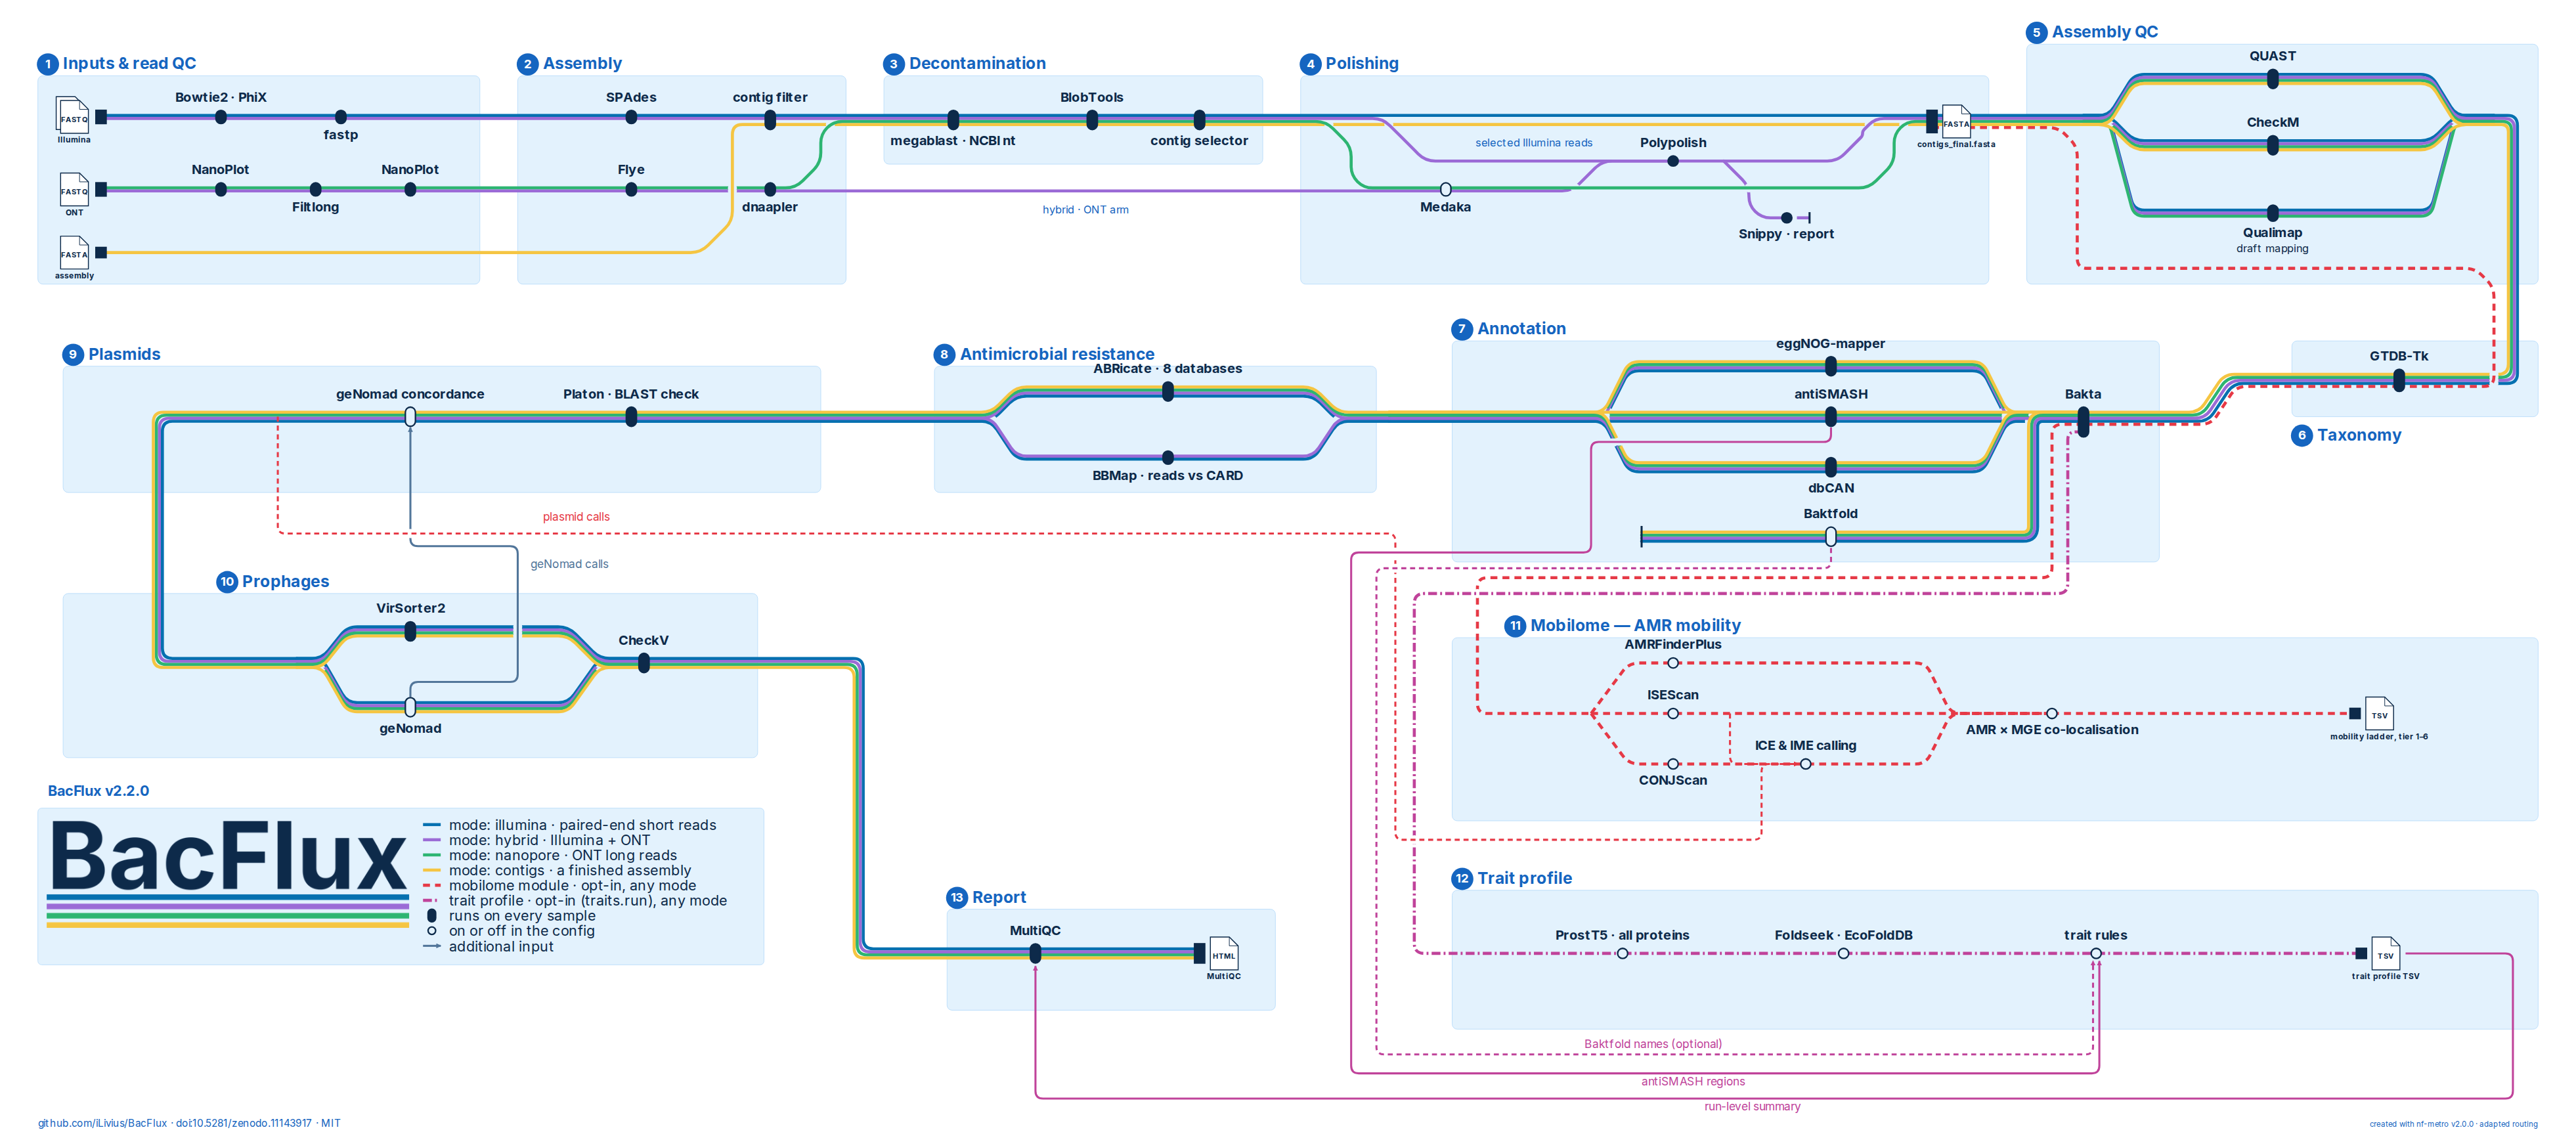 1 Inputs & read QC
Bowtie2 · PhiX
fastp
FASTQ
Illumina
NanoPlot
NanoPlot
Filtlong
FASTQ
ONT
FASTA
assembly
2 Assembly
SPAdes
contig filter
Flye
dnaapler
3 Decontamination
BlobTools
megablast · NCBI nt
contig selector
hybrid · ONT arm
4 Polishing
selected Illumina reads
Polypolish
Medaka
Snippy · report
FASTA
contigs_final.fasta
5 Assembly QC
QUAST
CheckM
Qualimap
draft mapping
GTDB-Tk
6 Taxonomy
7 Annotation
eggNOG-mapper
antiSMASH
Bakta
dbCAN
Baktfold
8 Antimicrobial resistance
ABRicate · 8 databases
BBMap · reads vs CARD
9 Plasmids
geNomad concordance
Platon · BLAST check
plasmid calls
geNomad calls
10 Prophages
VirSorter2
CheckV
geNomad
11 Mobilome — AMR mobility
AMRFinderPlus
ISEScan
ICE & IME calling
CONJScan
AMR × MGE co-localisation
TSV
mobility ladder, tier 1–6
12 Trait profile
ProstT5 · all proteins
Foldseek · EcoFoldDB
trait rules
TSV
trait profile TSV
Baktfold names (optional)
antiSMASH regions
run-level summary
13 Report
MultiQC
HTML
MultiQC
BacFlux v2.2.0
BacFlux
mode: illumina · paired-end short reads
mode: hybrid · Illumina + ONT
mode: nanopore · ONT long reads
mode: contigs · a finished assembly
mobilome module · opt-in, any mode
trait profile · opt-in (traits.run), any mode
runs on every sample
on or off in the config
additional input
github.com/iLivius/BacFlux · doi:10.5281/zenodo.11143917 · MIT
created with nf-metro v2.0.0 · adapted routing